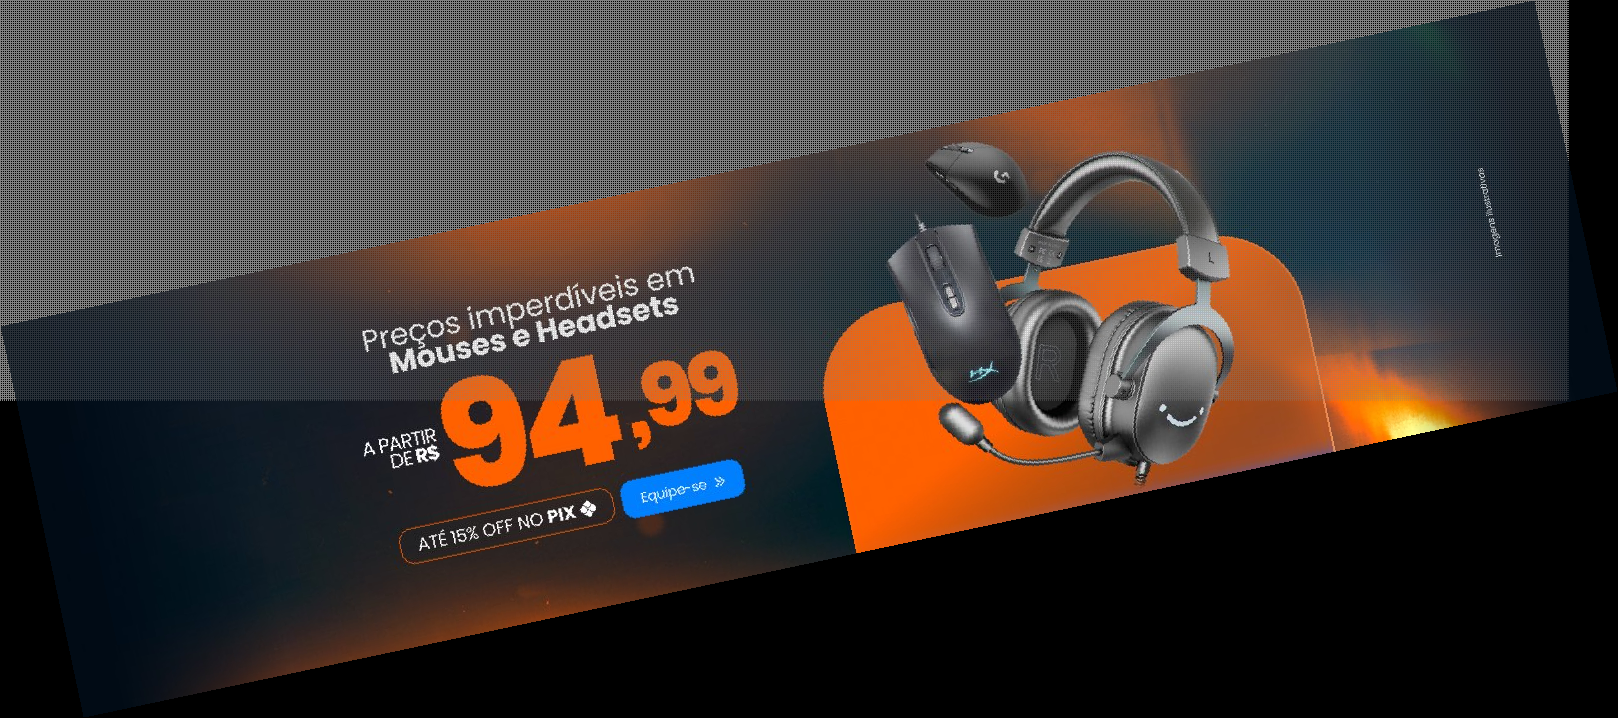 Preços imperdíveis em
Mouses e Headsets
A PARTIR
DE R$
94,99
ATÉ 15% OFF NO PIX
Equipe-se »
Imagens ilustrativas
G
L
R